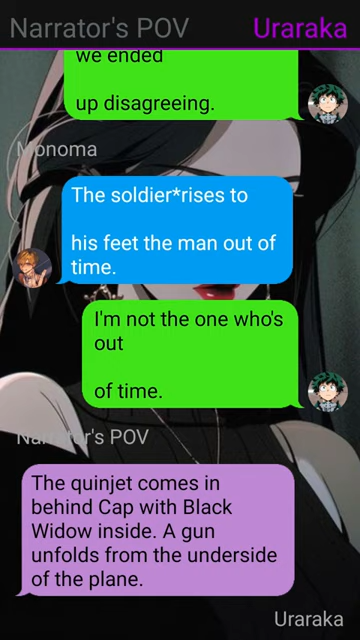 Narrator's POV
Uraraka
we ended
up disagreeing.
Monoma
The soldier*rises to
his feet the man out of
time.
I'm not the one who's
out
of time.
Narrator's POV
The quinjet comes in
behind Cap with Black
Widow inside. A gun
unfolds from the underside
of the plane.
Uraraka